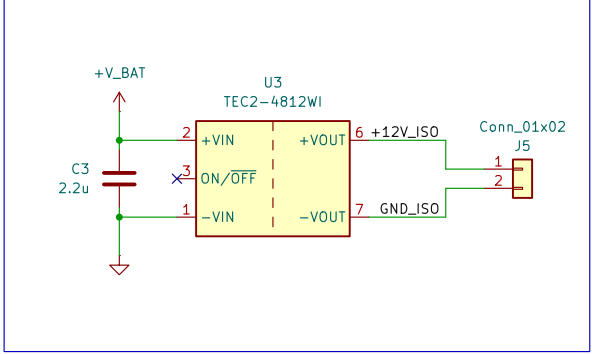 +V_BAT
U3
TEC2-4812WI
2
+VIN
+VOUT
6
+12V_ISO
Conn_01x02
J5
C3
2.2u
3
ON/OFF
1
2
1
-VIN
-VOUT
7
GND_ISO